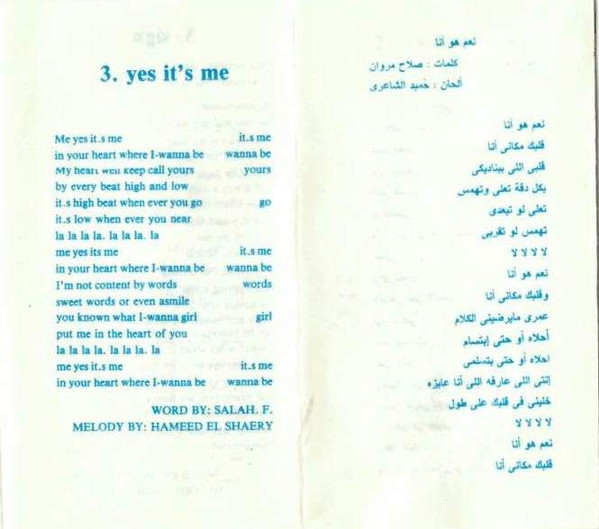 3. yes it's me
Me yes it.s me it.s me
in your heart where I-wanna be wanna be
My heart well keep call yours yours
by every beat high and low
it.s high beat when ever you go go
it.s low when ever you near
la la la la. la la la. la
me yes its me it.s me
in your heart where I-wanna be wanna be
I'm not content by words words
sweet words or even asmile
you known what I-wanna girl girl
put me in the heart of you
la la la la. la la la. la
me yes it.s me it.s me
in your heart where I-wanna be wanna be
WORD BY: SALAH. F.
MELODY BY: HAMEED EL SHAERY
نعم هو أنا
كلمات : صلاح مروان
ألحان : حميد الشاعرى
نعم هو أنا
قلبك مكانى أنا
قلبى اللى بيناديكى
بكل دقة تعلى وتهمس
تعلى لو تبعدى
تهمس لو تقربى
لا لا لا لا
نعم هو أنا
وقلبك مكانى أنا
عمرى مايرضينى الكلام
أحلاه أو حتى إبتسام
احلاه أو حتى بتسلمى
إنتى اللى عارفه اللى أنا عايزه
خلينى فى قلبك على طول
لا لا لا لا
نعم هو أنا
قلبك مكانى أنا